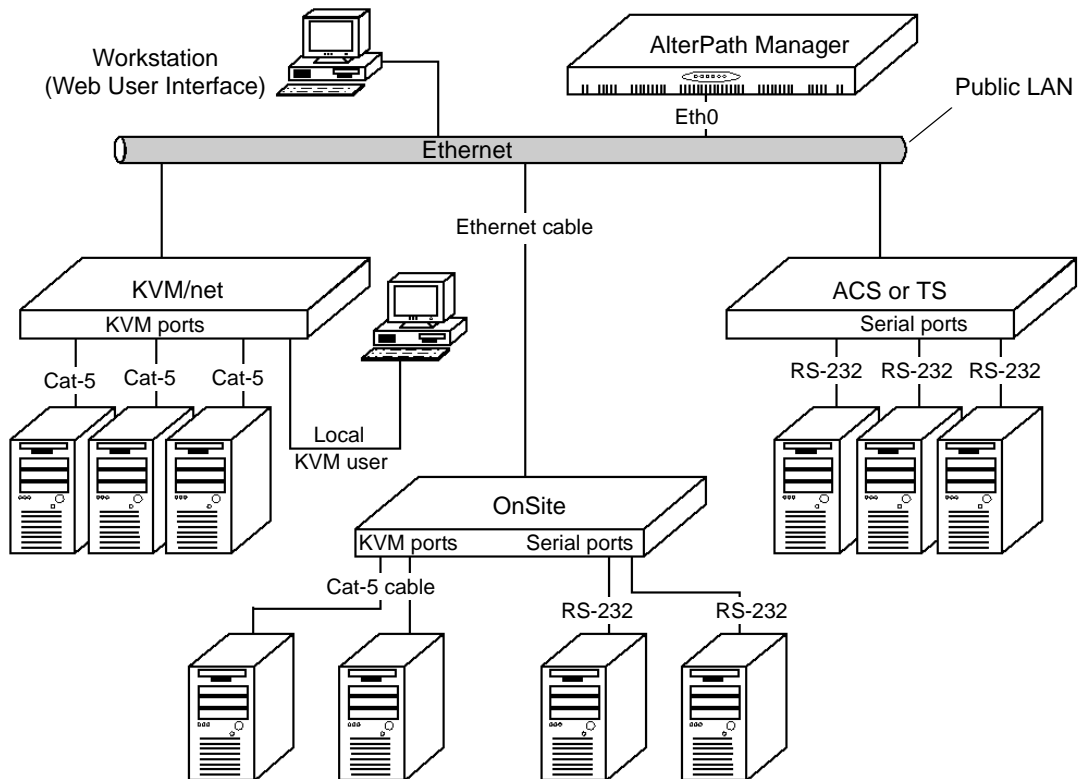 Workstation
(Web User Interface)
AlterPath Manager
Public LAN
Eth0
Ethernet
Ethernet cable
KVM/net
KVM ports
ACS or TS
Serial ports
Cat-5
Cat-5
Cat-5
RS-232
RS-232
RS-232
Local
KVM user
OnSite
KVM ports
Serial ports
Cat-5 cable
RS-232
RS-232